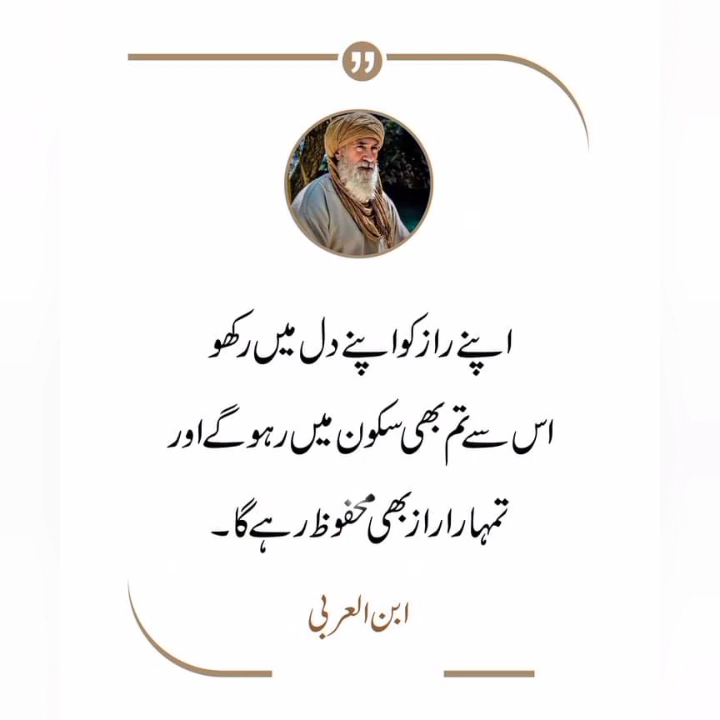 اپنے راز کو اپنے دل میں رکھو
اس سے تم بھی سکون میں رہو گے اور
تمہارا راز بھی محفوظ رہے گا۔
ابن العربی